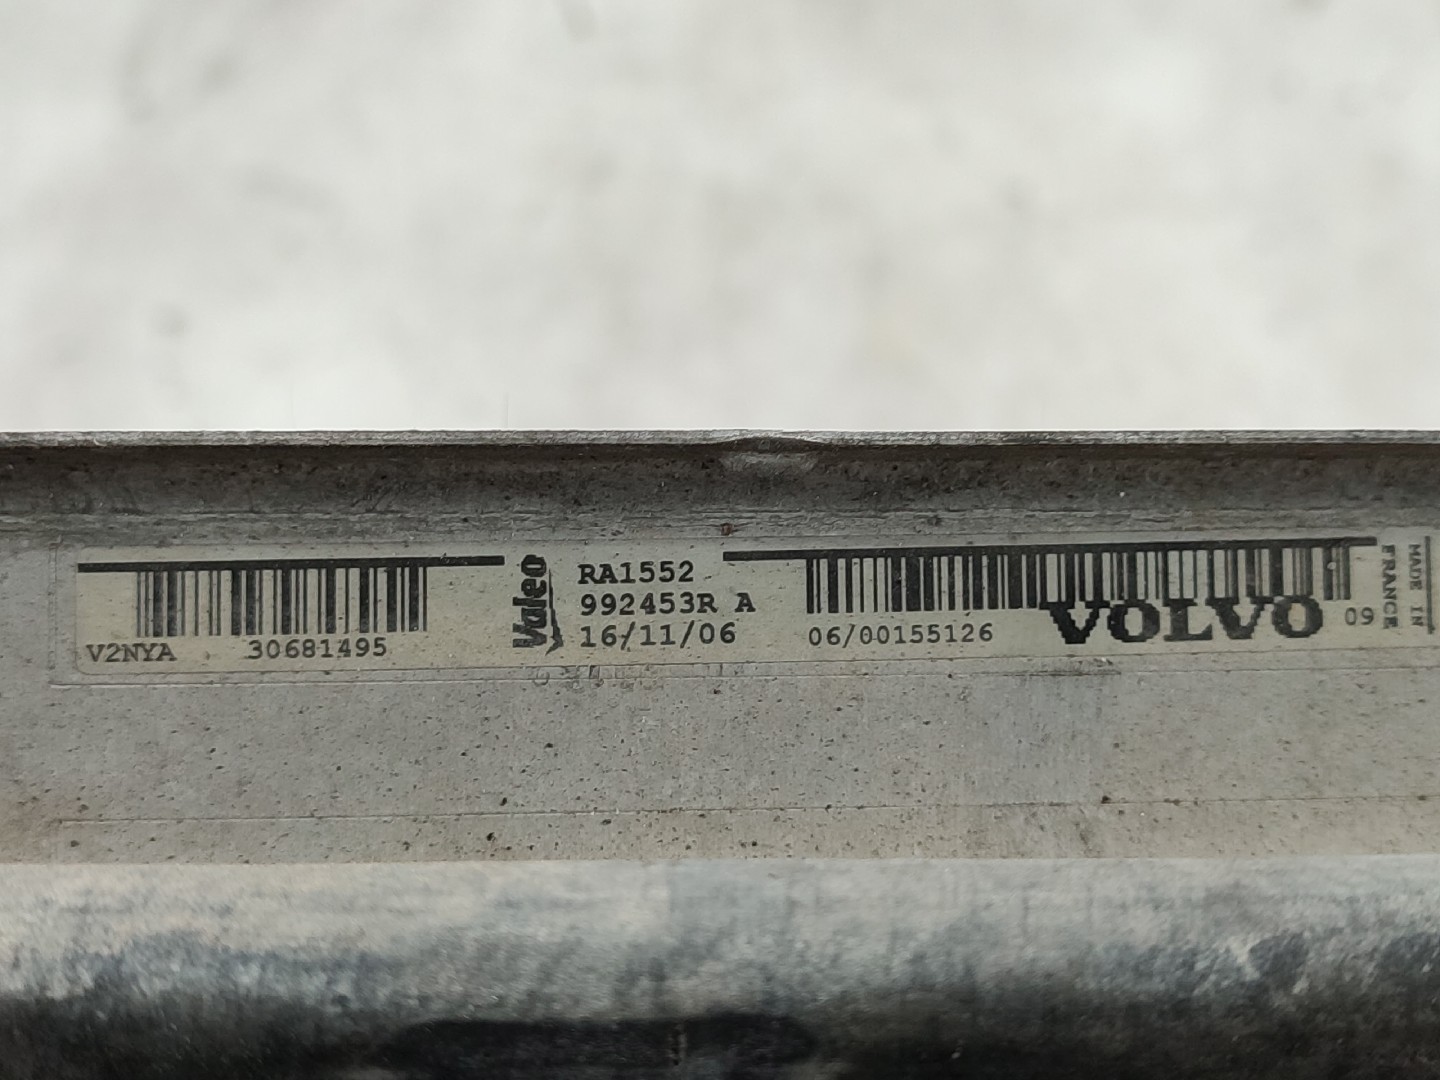 V2NYA 30681495
Valeo
RA1552
992453R A
16/11/06
06/00155126
VOLVO
09
MADE IN
FRANCE